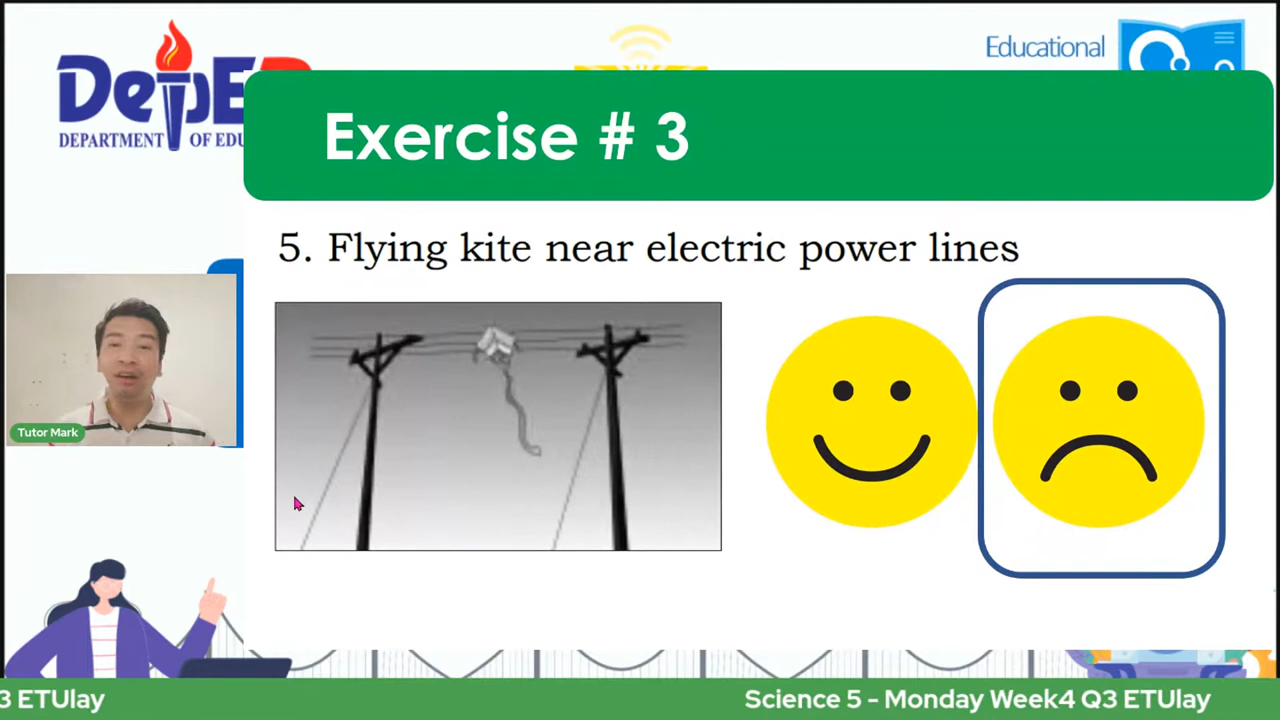 DepE
DEPARTMENT OF EDU
Educational
Exercise # 3
5. Flying kite near electric power lines
Tutor Mark
3 ETUlay
Science 5 - Monday Week4 Q3 ETUlay